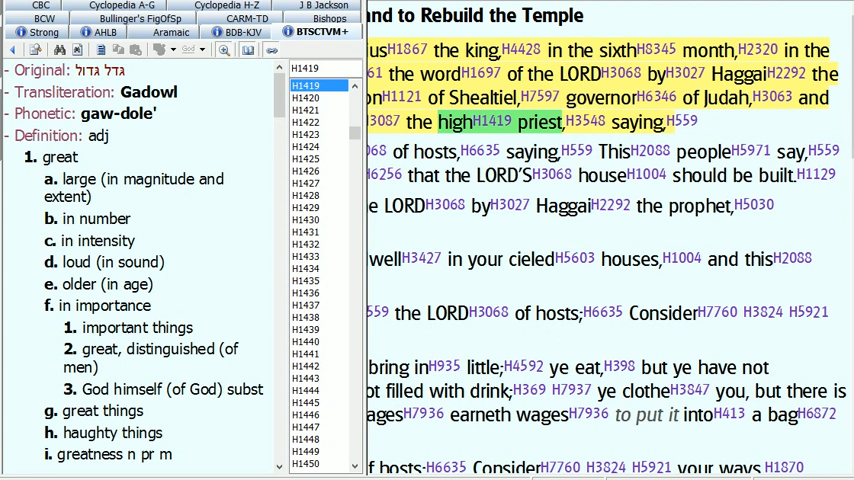 CBC
Cyclopedia A-G
Cyclopedia H-Z
J B Jackson
BCW
Bullinger's FigOfSp
CARM-TD
Bishops
Strong
AHLB
Aramaic
BDB-KJV
BTSCTVM+
- Original: גדל גדול
- Transliteration: Gadowl
- Phonetic: gaw-dole'
- Definition: adj
1. great
a. large (in magnitude and
extent)
b. in number
c. in intensity
d. loud (in sound)
e. older (in age)
f. in importance
1. important things
2. great, distinguished (of
men)
3. God himself (of God) subst
g. great things
h. haughty things
i. greatness n pr m
H1419
H1419
H1420
H1421
H1422
H1423
H1424
H1425
H1426
H1427
H1428
H1429
H1430
H1431
H1432
H1433
H1434
H1435
H1436
H1437
H1438
H1439
H1440
H1441
H1442
H1443
H1444
H1445
H1446
H1447
H1448
H1449
H1450
nd to Rebuild the Temple
usH1867 the king,H4428 in the sixthH8345 month,H2320 in the
61 the wordH1697 of the LORDH3068 byH3027 HaggaiH2292 the
onH1121 of Shealtiel,H7597 governorH6346 of Judah,H3063 and
3087 the highH1419 priest,H3548 saying,H559
068 of hosts,H6635 saying,H559 ThisH2088 peopleH5971 say,H559
H6256 that the LORD'SH3068 houseH1004 should be built.H1129
e LORDH3068 byH3027 HaggaiH2292 the prophet,H5030
wellH3427 in your cieledH5603 houses,H1004 and thisH2088
559 the LORDH3068 of hosts;H6635 ConsiderH7760 H3824 H5921
bring inH935 little;H4592 ye eat,H398 but ye have not
ot filled with drink;H369 H7937 ye clotheH3847 you, but there is
agesH7936 earneth wagesH7936 to put it intoH413 a bagH6872
f hosts;H6635 ConsiderH7760 H3824 H5921 your ways H1870